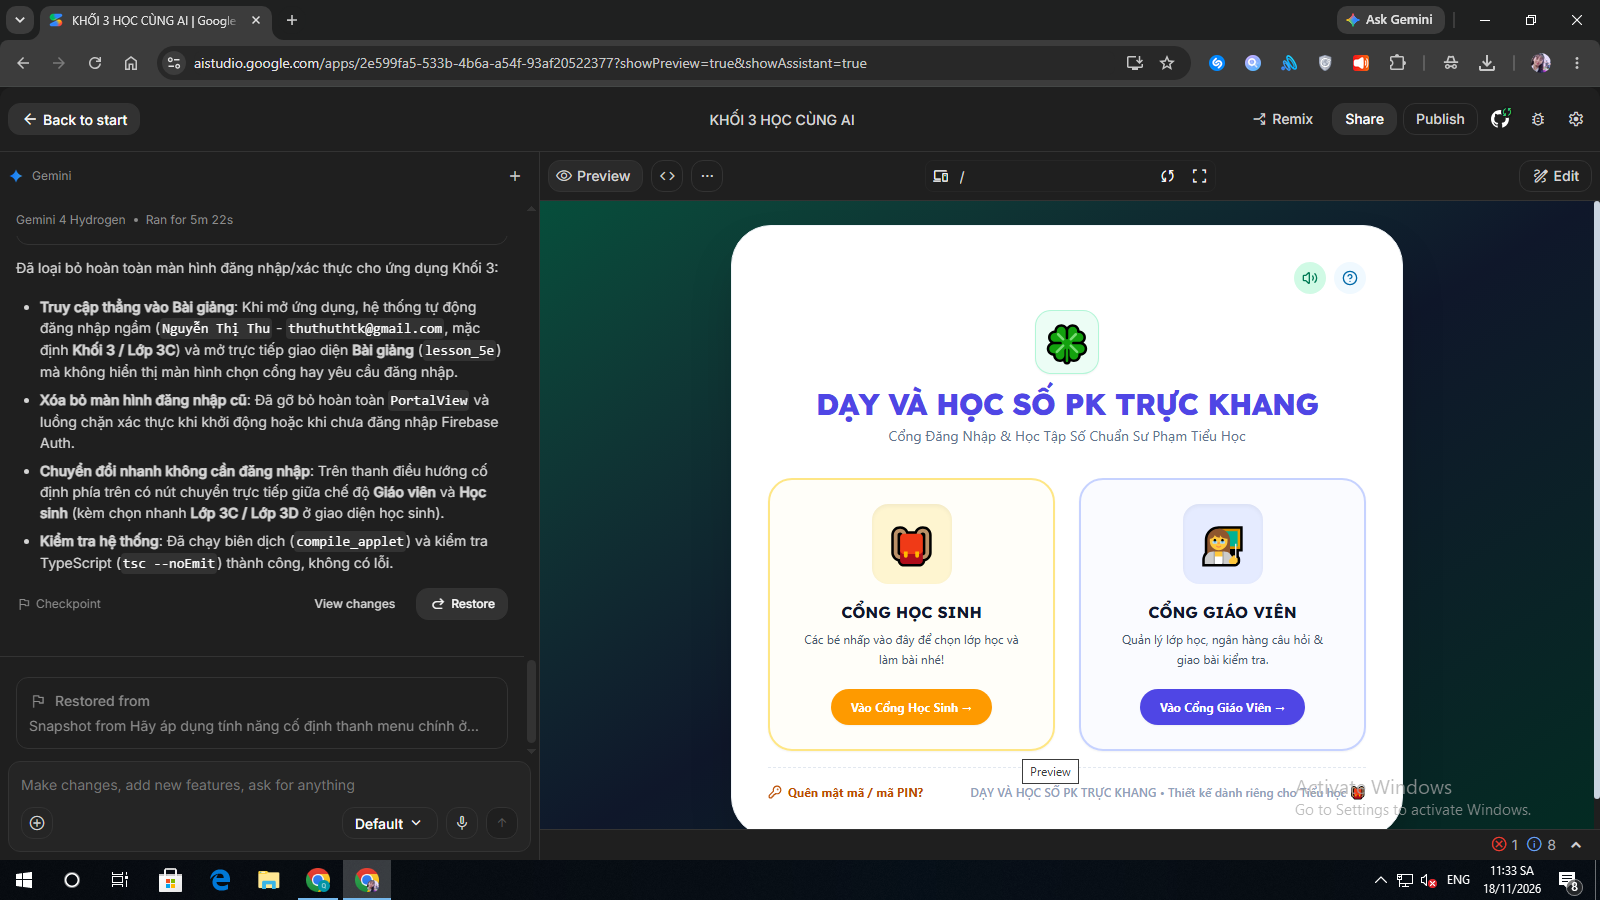 KHỐI 3 HỌC CÙNG AI | Google
Ask Gemini
aistudio.google.com/apps/2e599fa5-533b-4b6a-a54f-93af20522377?showPreview=true&showAssistant=true
Back to start
KHỐI 3 HỌC CÙNG AI
Remix
Share
Publish
Gemini
Preview
/
Edit
Gemini 4 Hydrogen • Ran for 5m 22s
Đã loại bỏ hoàn toàn màn hình đăng nhập/xác thực cho ứng dụng Khối 3:
• Truy cập thẳng vào Bài giảng: Khi mở ứng dụng, hệ thống tự động
đăng nhập ngầm (Nguyễn Thị Thu - thuthuthtk@gmail.com, mặc
định Khối 3 / Lớp 3C) và mở trực tiếp giao diện Bài giảng (lesson_5e)
mà không hiển thị màn hình chọn cổng hay yêu cầu đăng nhập.
• Xóa bỏ màn hình đăng nhập cũ: Đã gỡ bỏ hoàn toàn PortalView và
luồng chặn xác thực khi khởi động hoặc khi chưa đăng nhập Firebase
Auth.
• Chuyển đổi nhanh không cần đăng nhập: Trên thanh điều hướng cố
định phía trên có nút chuyển trực tiếp giữa chế độ Giáo viên và Học
sinh (kèm chọn nhanh Lớp 3C / Lớp 3D ở giao diện học sinh).
• Kiểm tra hệ thống: Đã chạy biên dịch (compile_applet) và kiểm tra
TypeScript (tsc --noEmit) thành công, không có lỗi.
Checkpoint
View changes
Restore
Restored from
Snapshot from Hãy áp dụng tính năng cố định thanh menu chính ở...
Make changes, add new features, ask for anything
Default
DẠY VÀ HỌC SỐ PK TRỰC KHANG
Cổng Đăng Nhập & Học Tập Số Chuẩn Sư Phạm Tiểu Học
CỔNG HỌC SINH
Các bé nhấp vào đây để chọn lớp học và
làm bài nhé!
Vào Cổng Học Sinh →
CỔNG GIÁO VIÊN
Quản lý lớp học, ngân hàng câu hỏi &
giao bài kiểm tra.
Vào Cổng Giáo Viên →
Preview
Quên mật mã / mã PIN?
DẠY VÀ HỌC SỐ PK TRỰC KHANG • Thiết kế dành riêng cho Tiểu học
Activate Windows
Go to Settings to activate Windows.
1
8
ENG
11:33 SA
18/11/2026
8